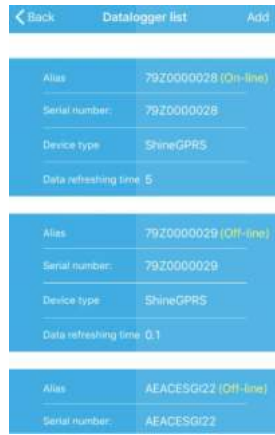 Back Datalogger list Add
Alias 79Z0000028 (On-line)
Serial number: 79Z0000028
Device type ShineGPRS
Data refreshing time 5
Alias 79Z0000029 (Off-line)
Serial number: 79Z0000029
Device type ShineGPRS
Data refreshing time 0.1
Alias AEACESGI22 (Off-line)
Serial number: AEACESGI22